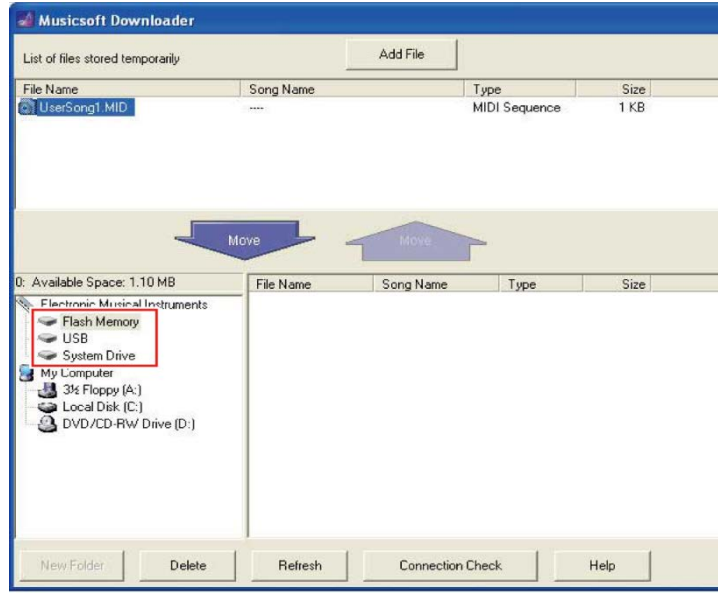 Musicsoft Downloader
List of files stored temporarily
Add File
File Name Song Name Type Size
UserSong1.MID ---- MIDI Sequence 1 KB
Move Move
0: Available Space: 1.10 MB
File Name Song Name Type Size
Electronic Musical Instruments
Flash Memory
USB
System Drive
My Computer
3½ Floppy (A:)
Local Disk (C:)
DVD/CD-RW Drive (D:)
New Folder Delete Refresh Connection Check Help